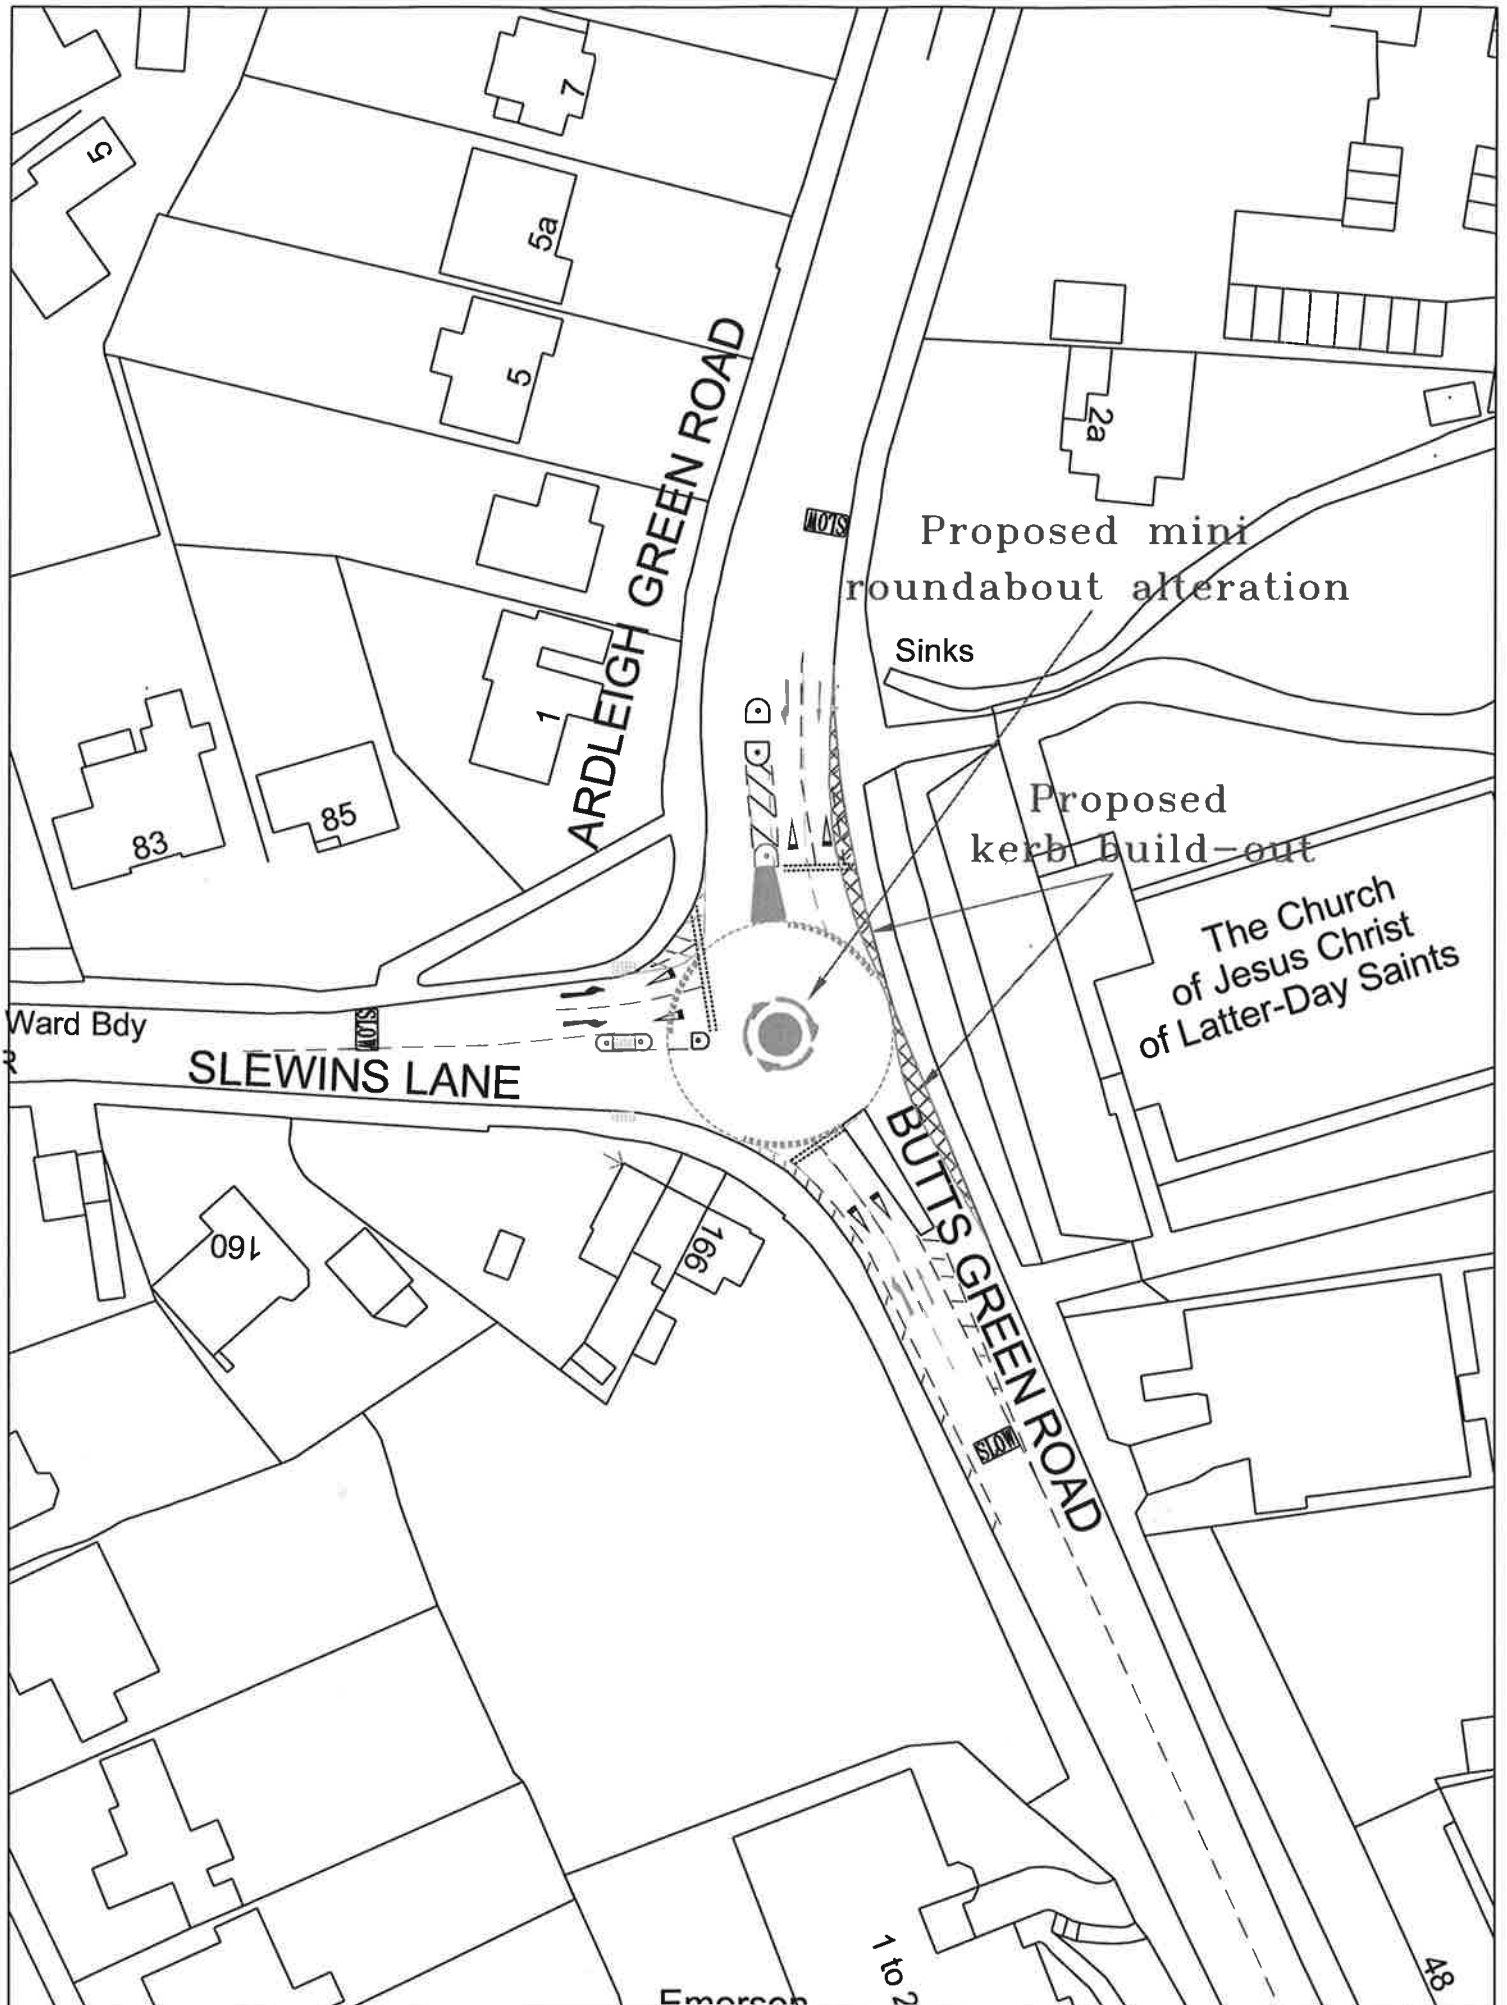 7
5
5a
5
2a
ARDLEIGH GREEN ROAD
SLOW
Proposed mini
roundabout alteration
Sinks
1
Proposed
kerb build-out
85
83
The Church
of Jesus Christ
of Latter-Day Saints
Ward Bdy
R
SLOW
SLEWINS LANE
BUTTS GREEN ROAD
160
166
SLOW
1 to 2
48
Emerson